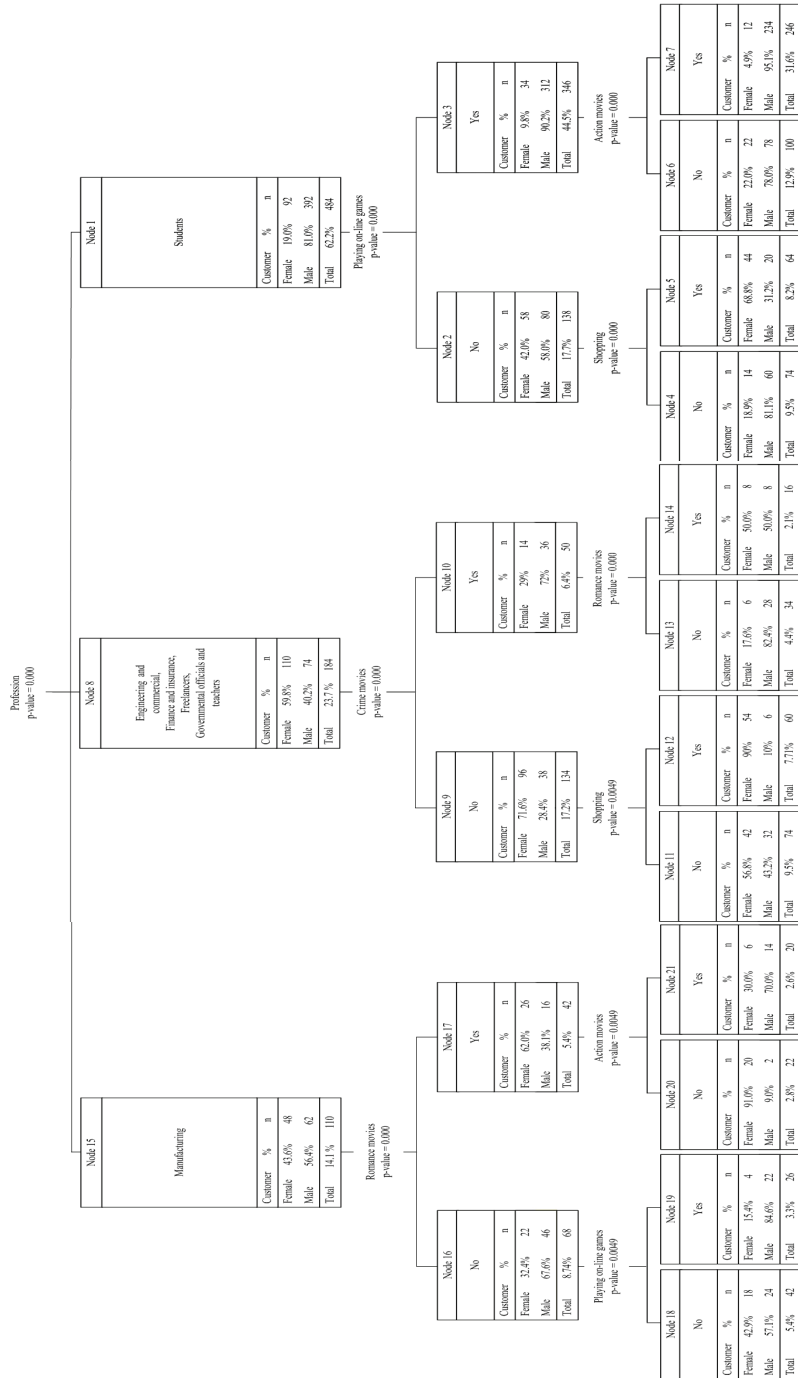 Profession
p-value = 0.000
Node 15
Manufacturing
Customer % n
Female 43.6% 48
Male 56.4% 62
Total 14.1 % 110
Node 8
Engineering and
commercial,
Finance and insurance,
Freelancers,
Governmental officials and
teachers
Customer % n
Female 59.8% 110
Male 40.2% 74
Total 23.7 % 184
Node 1
Students
Customer % n
Female 19.0% 92
Male 81.0% 392
Total 62.2% 484
Romance movies
p-value = 0.000
Crime movies
p-value = 0.000
Playing on-line games
p-value = 0.000
Node 16
No
Customer % n
Female 32.4% 22
Male 67.6% 46
Total 8.74% 68
Node 17
Yes
Customer % n
Female 62.0% 26
Male 38.1% 16
Total 5.4% 42
Node 9
No
Customer % n
Female 71.6% 96
Male 28.4% 38
Total 17.2% 134
Node 10
Yes
Customer % n
Female 29% 14
Male 72% 36
Total 6.4% 50
Node 2
No
Customer % n
Female 42.0% 58
Male 58.0% 80
Total 17.7% 138
Node 3
Yes
Customer % n
Female 9.8% 34
Male 90.2% 312
Total 44.5% 346
Playing on-line games
p-value = 0.0049
Action movies
p-value = 0.0049
Shopping
p-value = 0.0049
Romance movies
p-value = 0.000
Shopping
p-value = 0.000
Action movies
p-value = 0.000
Node 18
No
Customer % n
Female 42.9% 18
Male 57.1% 24
Total 5.4% 42
Node 19
Yes
Customer % n
Female 15.4% 4
Male 84.6% 22
Total 3.3% 26
Node 20
No
Customer % n
Female 91.0% 20
Male 9.0% 2
Total 2.8% 22
Node 21
Yes
Customer % n
Female 30.0% 6
Male 70.0% 14
Total 2.6% 20
Node 11
No
Customer % n
Female 56.8% 42
Male 43.2% 32
Total 9.5% 74
Node 12
Yes
Customer % n
Female 90% 54
Male 10% 6
Total 7.71% 60
Node 13
No
Customer % n
Female 17.6% 6
Male 82.4% 28
Total 4.4% 34
Node 14
Yes
Customer % n
Female 50.0% 8
Male 50.0% 8
Total 2.1% 16
Node 4
No
Customer % n
Female 18.9% 14
Male 81.1% 60
Total 9.5% 74
Node 5
Yes
Customer % n
Female 68.8% 44
Male 31.2% 20
Total 8.2% 64
Node 6
No
Customer % n
Female 22.0% 22
Male 78.0% 78
Total 12.9% 100
Node 7
Yes
Customer % n
Female 4.9% 12
Male 95.1% 234
Total 31.6% 246